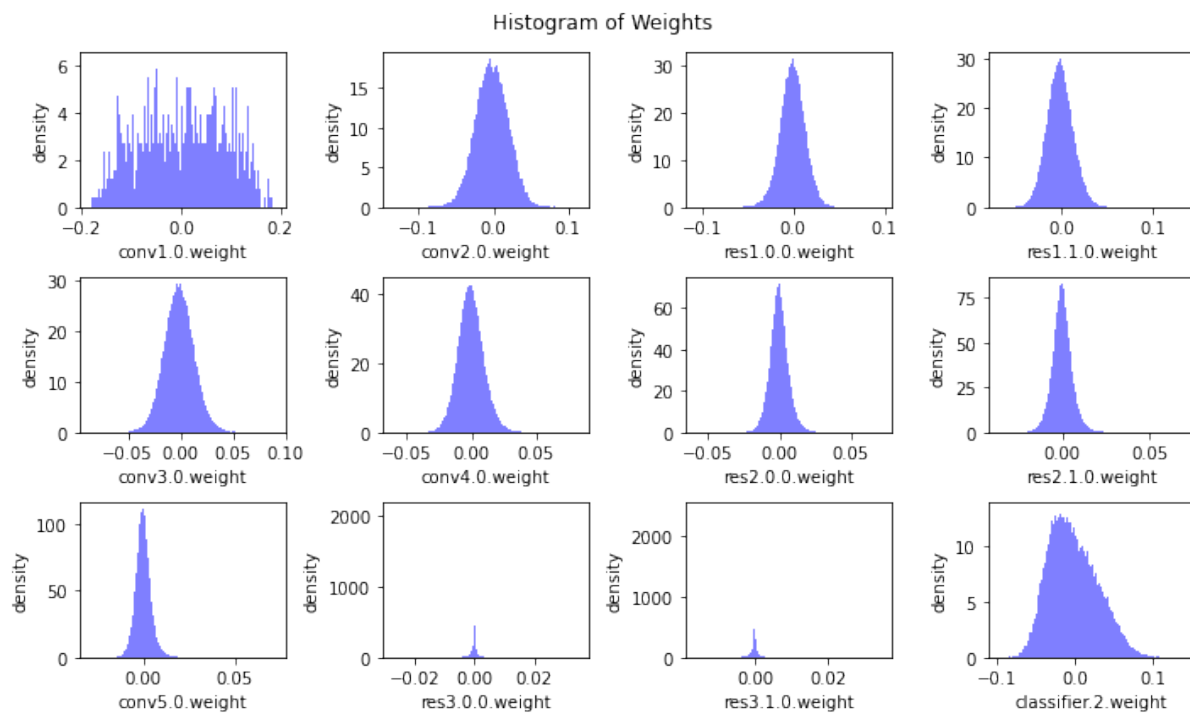 Histogram of Weights
density
6
4
2
0
−0.2 0.0 0.2
conv1.0.weight
density
15
10
5
0
−0.1 0.0 0.1
conv2.0.weight
density
30
20
10
0
−0.1 0.0 0.1
res1.0.0.weight
density
30
20
10
0
0.0 0.1
res1.1.0.weight
density
30
20
10
0
−0.05 0.00 0.05 0.10
conv3.0.weight
density
40
20
0
−0.05 0.00 0.05
conv4.0.weight
density
60
40
20
0
−0.05 0.00 0.05
res2.0.0.weight
density
75
50
25
0
0.00 0.05
res2.1.0.weight
density
100
50
0
0.00 0.05
conv5.0.weight
density
2000
1000
0
−0.02 0.00 0.02
res3.0.0.weight
density
2000
1000
0
0.00 0.02
res3.1.0.weight
density
10
5
0
−0.1 0.0 0.1
classifier.2.weight